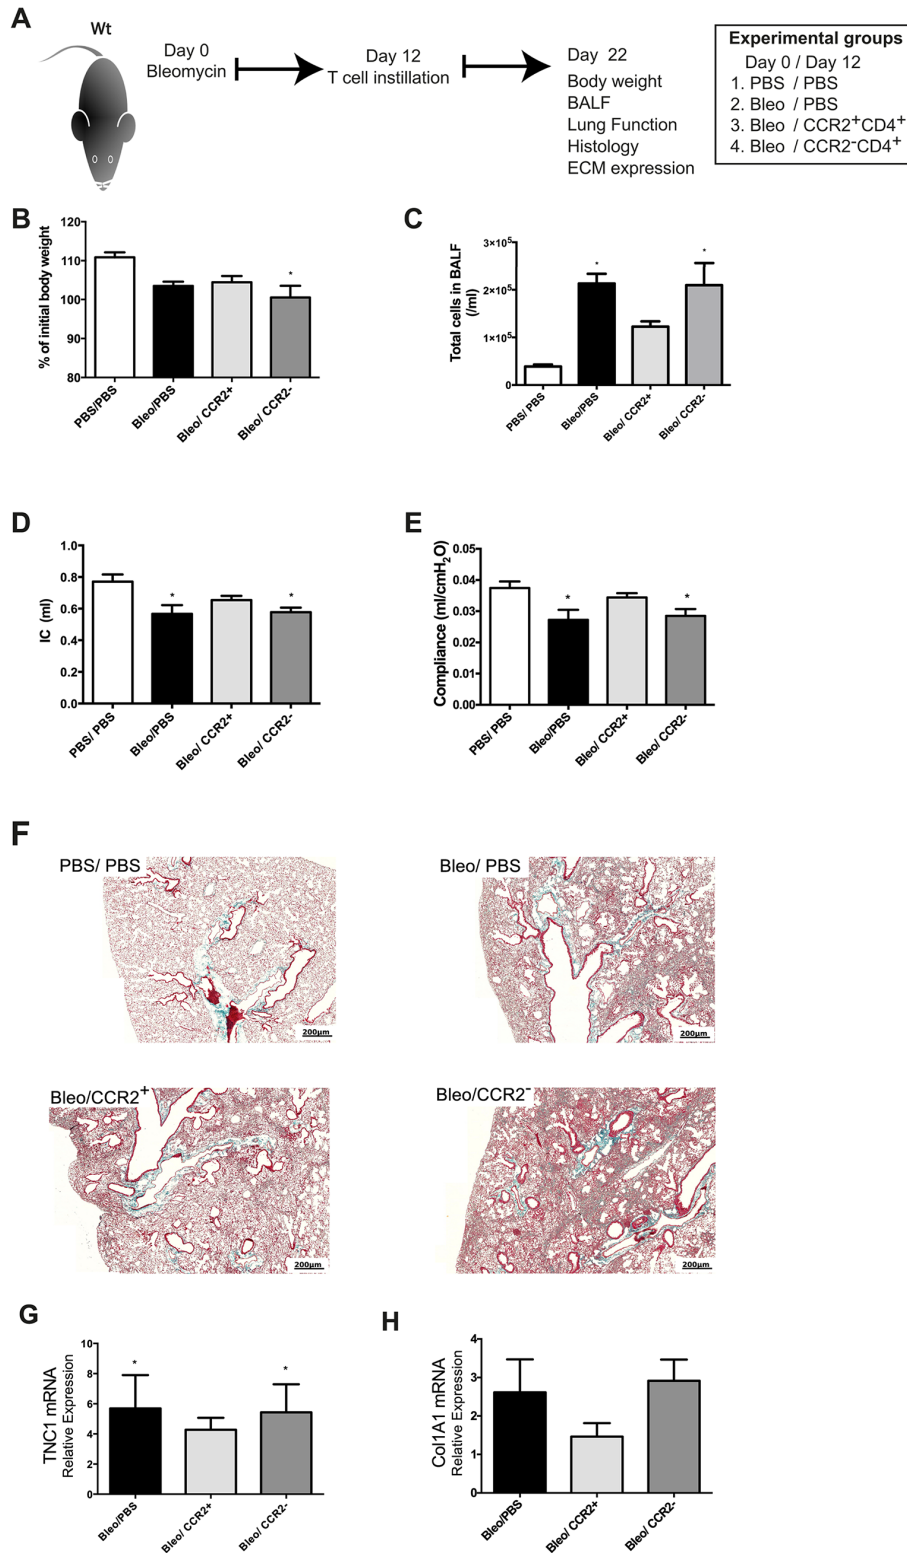 A
Wt
Day 0
Bleomycin
Day 12
T cell instillation
Day 22
Body weight
BALF
Lung Function
Histology
ECM expression
Experimental groups
Day 0 / Day 12
1. PBS / PBS
2. Bleo / PBS
3. Bleo / CCR2⁺CD4⁺
4. Bleo / CCR2⁻CD4⁺
B
% of initial body weight
120
110
100
90
80
*
PBS/PBS
Bleo/PBS
Bleo/ CCR2+
Bleo/ CCR2-
C
Total cells in BALF
(/ml)
3×10⁵
2×10⁵
1×10⁵
0
*
*
PBS/ PBS
Bleo/PBS
Bleo/ CCR2+
Bleo/ CCR2-
D
IC (ml)
1.0
0.8
0.6
0.4
0.2
0.0
*
*
PBS/ PBS
Bleo/PBS
Bleo/ CCR2+
Bleo/ CCR2-
E
Compliance (ml/cmH₂O)
0.05
0.04
0.03
0.02
0.01
0.00
*
*
PBS/ PBS
Bleo/PBS
Bleo/ CCR2+
Bleo/ CCR2-
F
PBS/ PBS
200µm
Bleo/ PBS
200µm
Bleo/CCR2⁺
200µm
Bleo/CCR2⁻
200µm
G
TNC1 mRNA
Relative Expression
10
8
6
4
2
0
*
*
Bleo/PBS
Bleo/ CCR2+
Bleo/ CCR2-
H
Col1A1 mRNA
Relative Expression
4
3
2
1
0
Bleo/PBS
Bleo/ CCR2+
Bleo/ CCR2-